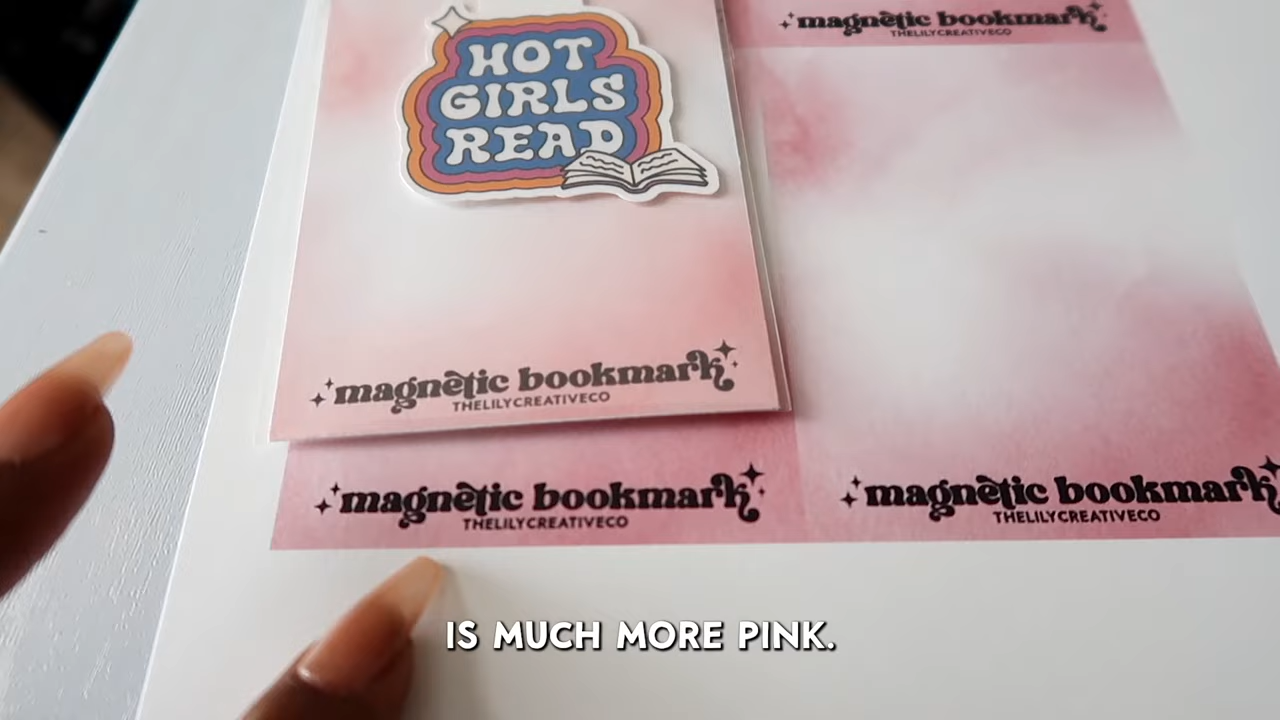 magnetic bookmark
THELILYCREATIVECO
HOT
GIRLS
READ
magnetic bookmark
THELILYCREATIVECO
magnetic bookmark
THELILYCREATIVECO
magnetic bookmark
THELILYCREATIVECO
IS MUCH MORE PINK.